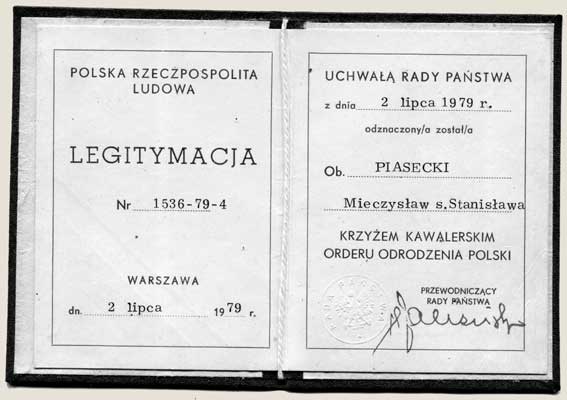 POLSKA RZECZPOSPOLITA
LUDOWA
LEGITYMACJA
Nr 1536-79-4
WARSZAWA
dn. 2 lipca 1979 r.
UCHWAŁĄ RADY PAŃSTWA
z dnia 2 lipca 1979 r.
odznaczony/a został/a
Ob. PIASECKI
Mieczysław s.Stanisława
KRZYŻEM KAWALERSKIM
ORDERU ODRODZENIA POLSKI
PRZEWODNICZĄCY
RADY PAŃSTWA